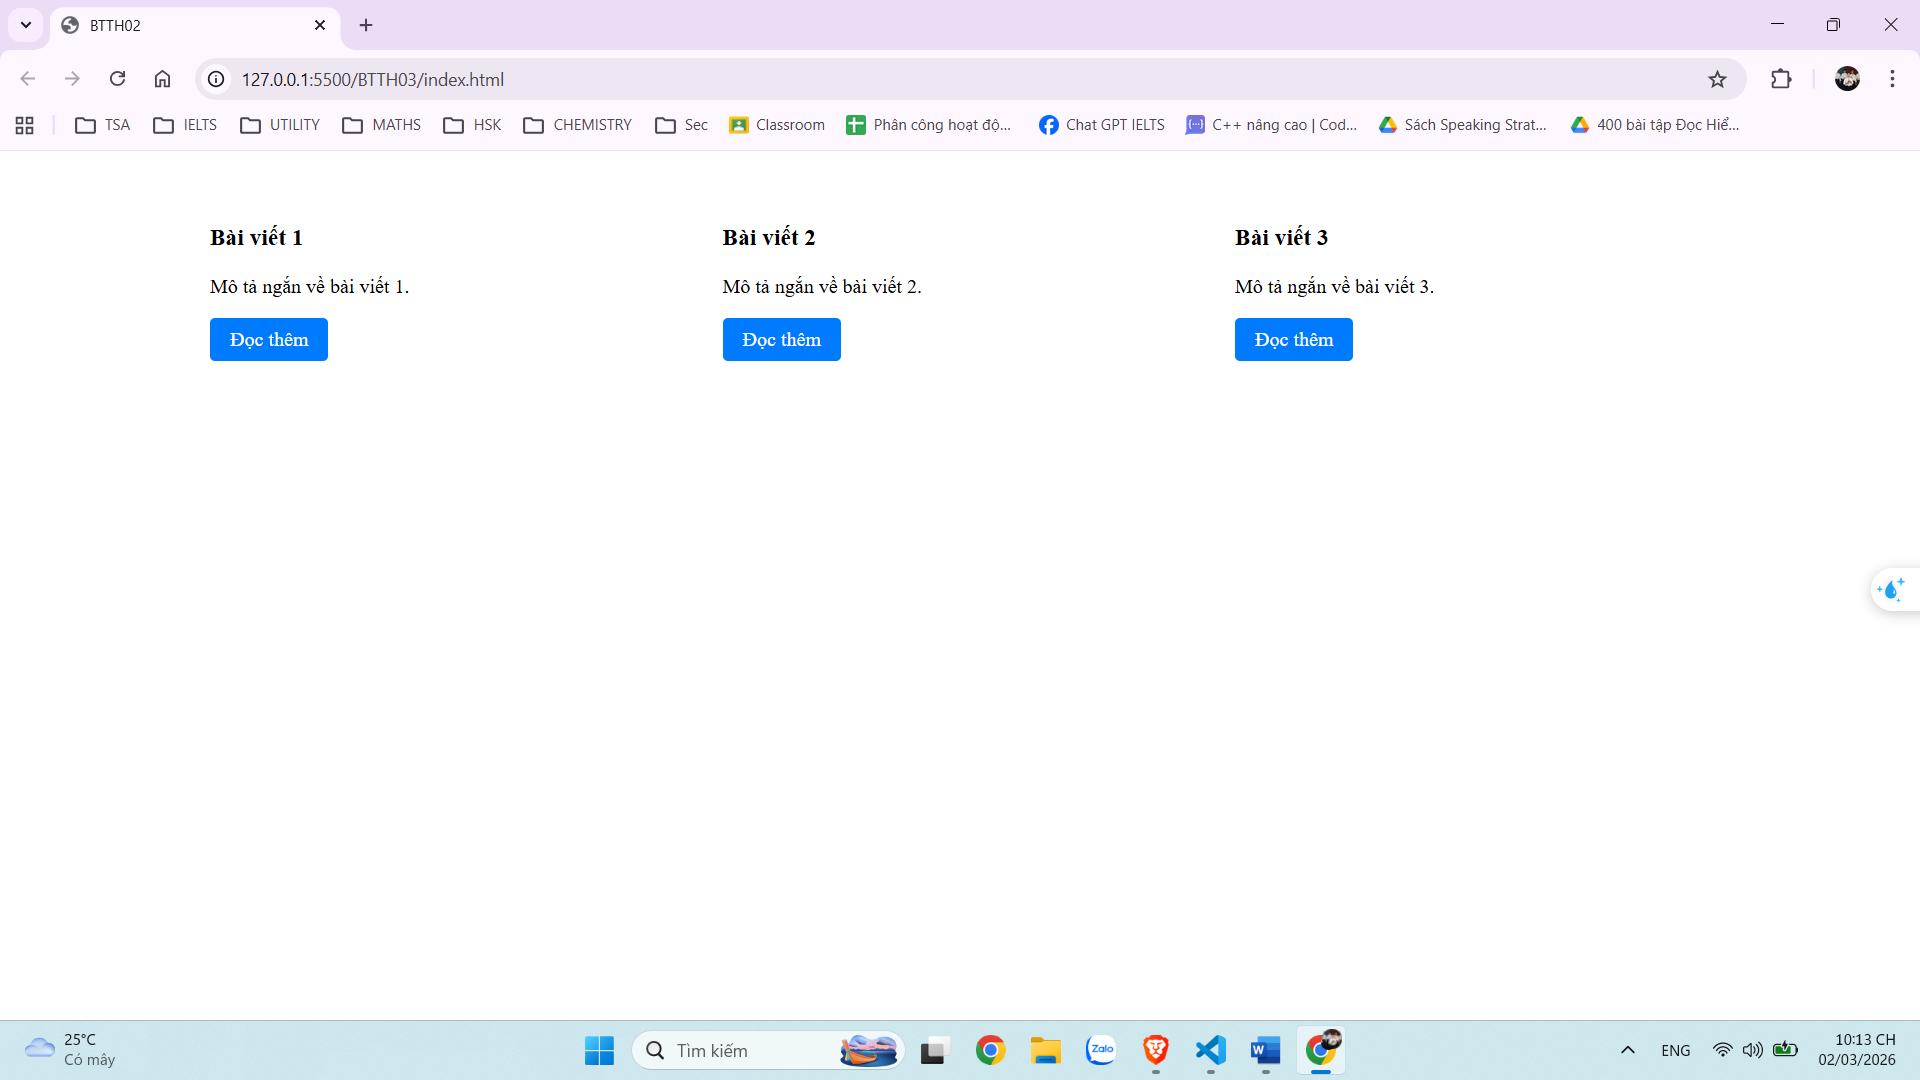 BTTH02
127.0.0.1:5500/BTTH03/index.html
TSA IELTS UTILITY MATHS HSK CHEMISTRY Sec Classroom Phân công hoạt độ... Chat GPT IELTS C++ nâng cao | Cod... Sách Speaking Strat... 400 bài tập Đọc Hiể...
Bài viết 1 Bài viết 2 Bài viết 3
Mô tả ngắn về bài viết 1. Mô tả ngắn về bài viết 2. Mô tả ngắn về bài viết 3.
Đọc thêm Đọc thêm Đọc thêm
25°C
Có mây
Tìm kiếm
Zalo
ENG
10:13 CH
02/03/2026